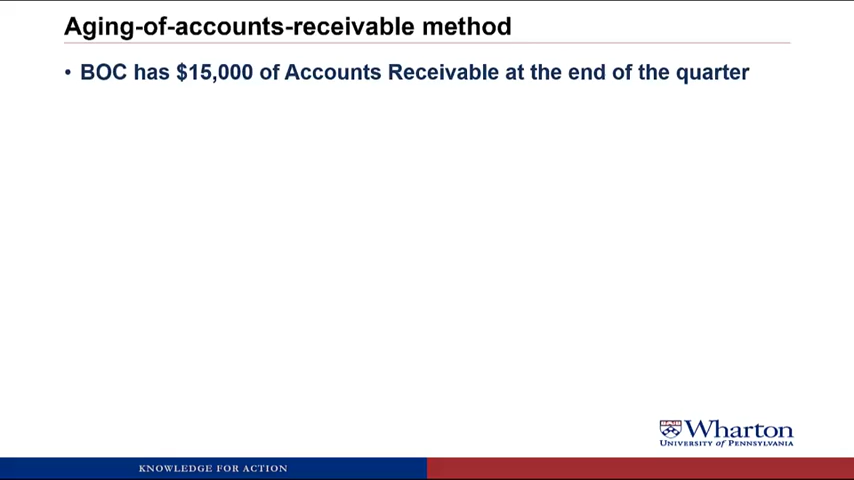 Aging-of-accounts-receivable method
• BOC has $15,000 of Accounts Receivable at the end of the quarter
Wharton
UNIVERSITY of PENNSYLVANIA
KNOWLEDGE FOR ACTION